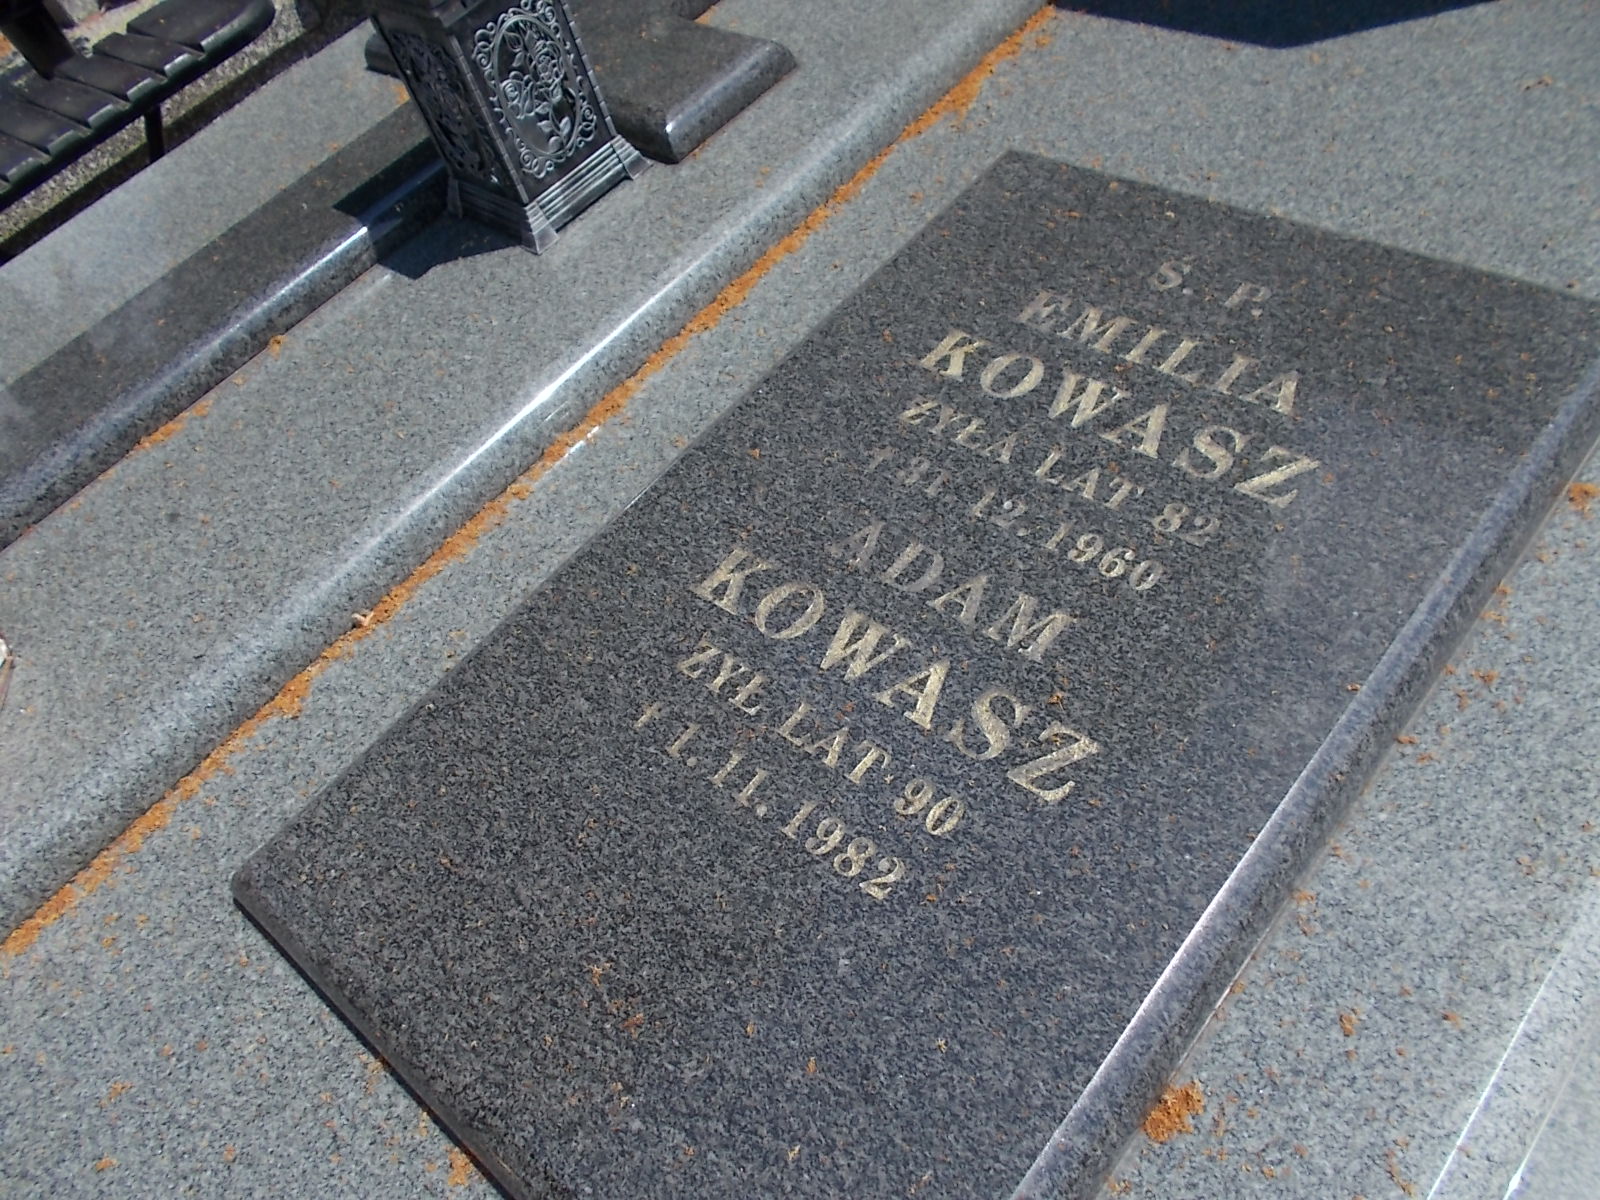 Ś. P.
EMILIA
KOWASZ
ŻYŁA LAT 82
† 31. 12. 1960
ADAM
KOWASZ
ŻYŁ LAT 90
† 1. 11. 1982